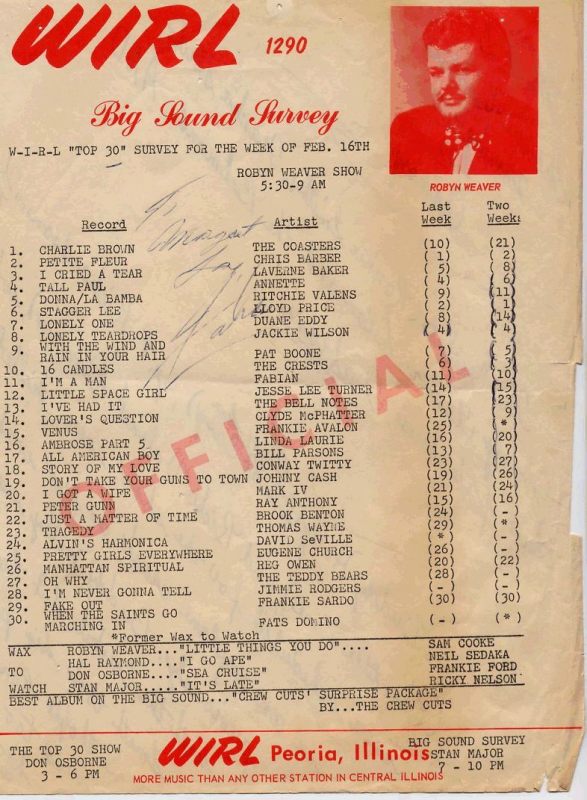 WIRL 1290
Big Sound Survey
W-I-R-L "TOP 30" SURVEY FOR THE WEEK OF FEB. 16TH
ROBYN WEAVER SHOW
5:30-9 AM
ROBYN WEAVER
Last Two
Record Artist Week Weeks
1. CHARLIE BROWN THE COASTERS (10) (21)
2. PETITE FLEUR CHRIS BARBER (1) (2)
3. I CRIED A TEAR LAVERNE BAKER (5) (8)
4. TALL PAUL ANNETTE (4) (6)
5. DONNA/LA BAMBA RITCHIE VALENS (9) (11)
6. STAGGER LEE LLOYD PRICE (2) (1)
7. LONELY ONE DUANE EDDY (8) (14)
8. LONELY TEARDROPS JACKIE WILSON (4) (4)
9. WITH THE WIND AND
RAIN IN YOUR HAIR PAT BOONE (7) (5)
10. 16 CANDLES THE CRESTS (6) (3)
11. I'M A MAN FABIAN (11) (10)
12. LITTLE SPACE GIRL JESSE LEE TURNER (14) (15)
13. I'VE HAD IT THE BELL NOTES (17) (23)
14. LOVER'S QUESTION CLYDE McPHATTER (12) (9)
15. VENUS FRANKIE AVALON (25) *
16. AMBROSE PART 5 LINDA LAURIE (16) (20)
17. ALL AMERICAN BOY BILL PARSONS (13) (7)
18. STORY OF MY LOVE CONWAY TWITTY (23) (27)
19. DON'T TAKE YOUR GUNS TO TOWN JOHNNY CASH (19) (26)
20. I GOT A WIFE MARK IV (21) (24)
21. PETER GUNN RAY ANTHONY (15) (16)
22. JUST A MATTER OF TIME BROOK BENTON (24) (-)
23. TRAGEDY THOMAS WAYNE (29) *
24. ALVIN'S HARMONICA DAVID SeVILLE * (-)
25. PRETTY GIRLS EVERYWHERE EUGENE CHURCH (26) (-)
26. MANHATTAN SPIRITUAL REG OWEN (20) (22)
27. OH WHY THE TEDDY BEARS (28) (-)
28. I'M NEVER GONNA TELL JIMMIE RODGERS (-) (-)
29. FAKE OUT FRANKIE SARDO (30) (30)
30. WHEN THE SAINTS GO
MARCHING IN FATS DOMINO (-) (*)
*Former Wax to Watch
WAX ROBYN WEAVER..."LITTLE THINGS YOU DO".... SAM COOKE
HAL RAYMOND...."I GO APE" NEIL SEDAKA
TO DON OSBORNE...."SEA CRUISE" FRANKIE FORD
WATCH STAN MAJOR....."IT'S LATE" RICKY NELSON
BEST ALBUM ON THE BIG SOUND..."CREW CUTS' SURPRISE PACKAGE"
BY...THE CREW CUTS
OFFICIAL
THE TOP 30 SHOW
DON OSBORNE
3 - 6 PM
WIRL Peoria, Illinois
BIG SOUND SURVEY
STAN MAJOR
7 - 10 PM
MORE MUSIC THAN ANY OTHER STATION IN CENTRAL ILLINOIS